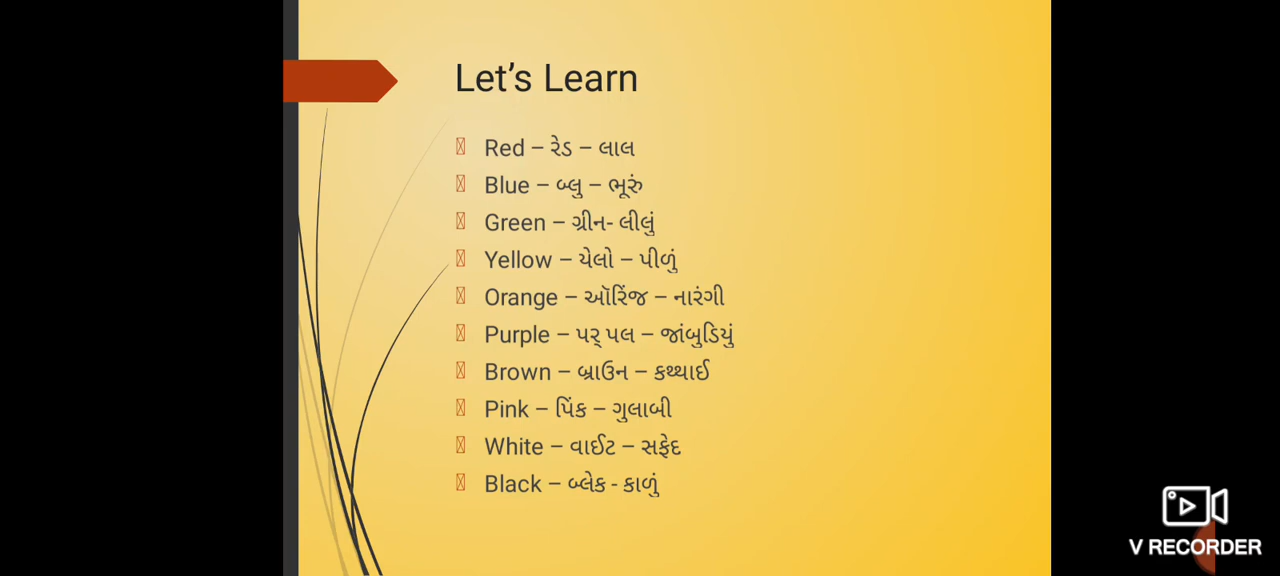 Let's Learn
Red – રેડ – લાલ
Blue – બ્લુ – ભૂરું
Green – ગ્રીન- લીલું
Yellow – યેલો – પીળું
Orange – ઑરિંજ – નારંગી
Purple – પર્ પલ – જાંબુડિયું
Brown – બ્રાઉન – કથ્થાઈ
Pink – પિંક – ગુલાબી
White – વાઈટ – સફેદ
Black – બ્લેક - કાળું
V RECORDER